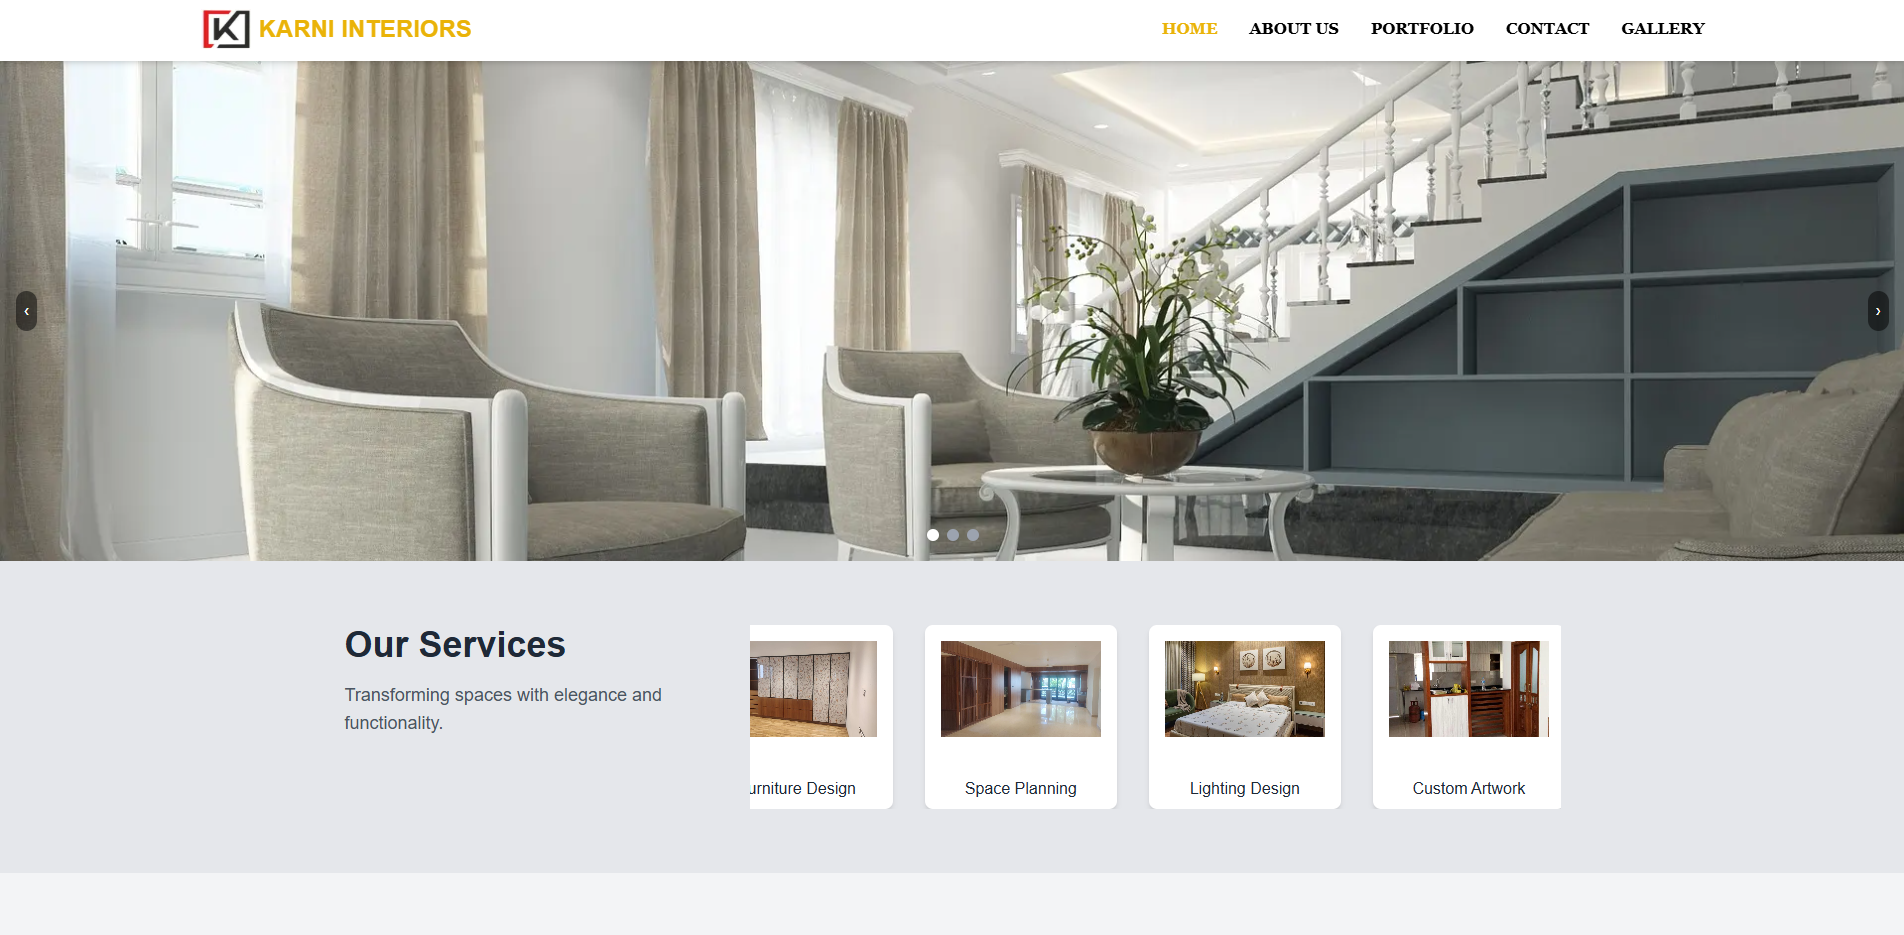 KARNI INTERIORS
HOME ABOUT US PORTFOLIO CONTACT GALLERY
‹ ›
Our Services
Transforming spaces with elegance and
functionality.
urniture Design Space Planning Lighting Design Custom Artwork